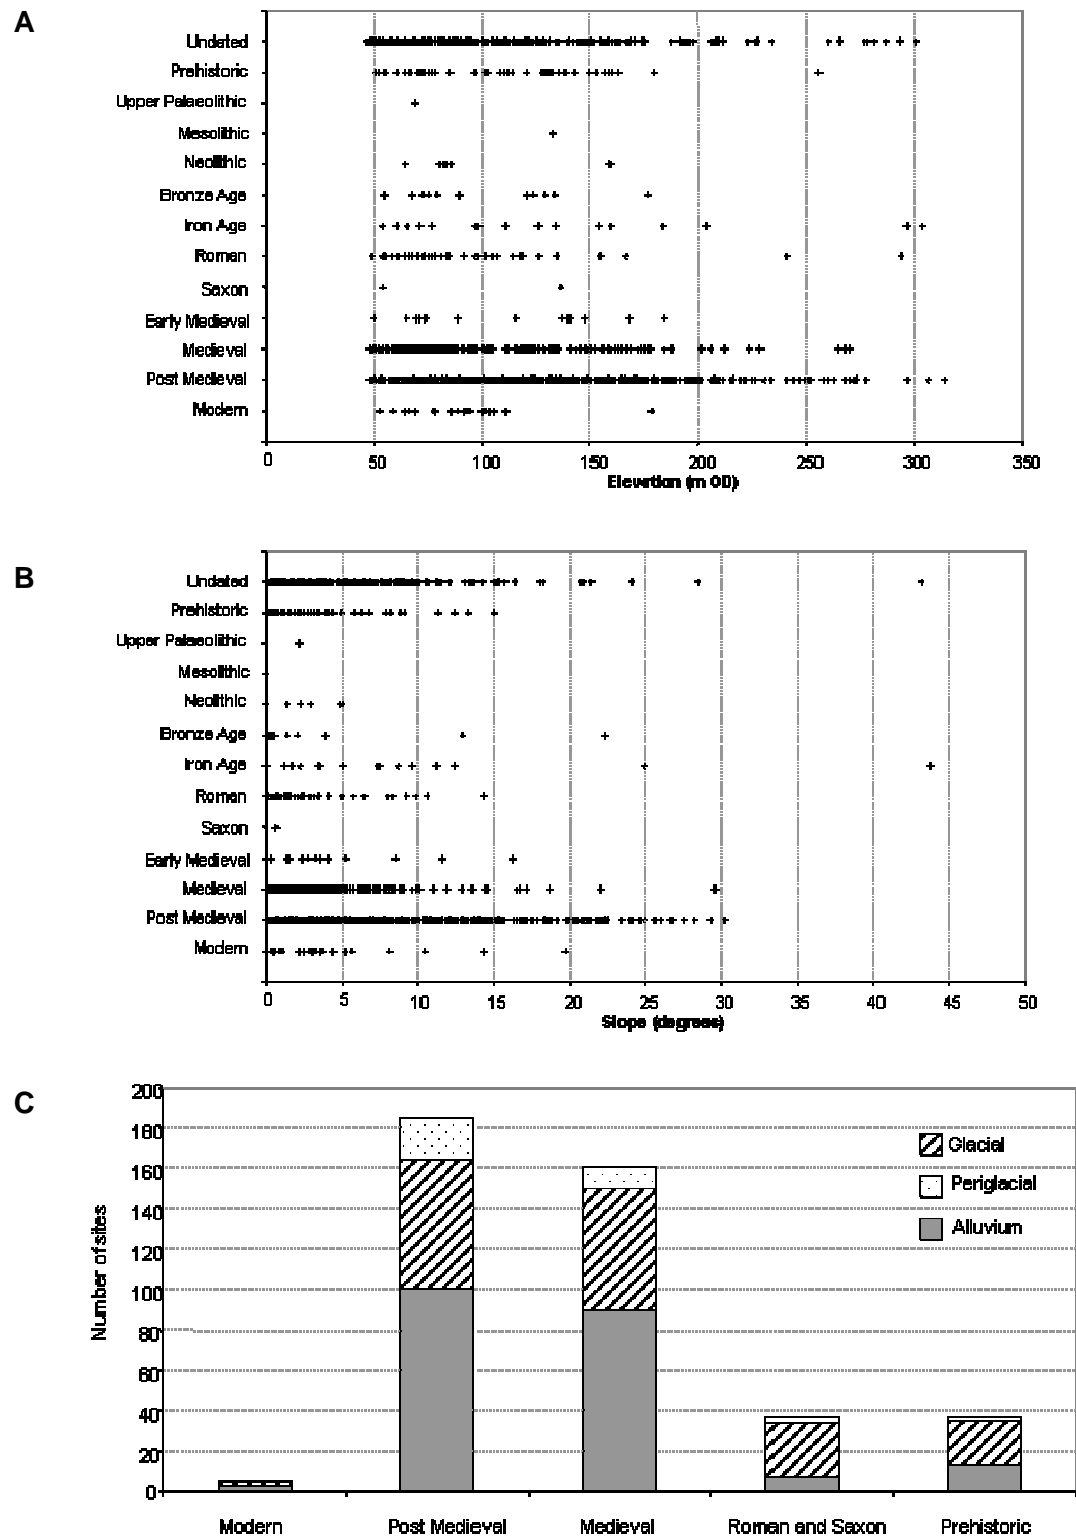 A
Undated
Prehistoric
Upper Palaeolithic
Mesolithic
Neolithic
Bronze Age
Iron Age
Roman
Saxon
Early Medieval
Medieval
Post Medieval
Modern
0 50 100 150 200 250 300 350
Elevation (m OD)
B
Undated
Prehistoric
Upper Palaeolithic
Mesolithic
Neolithic
Bronze Age
Iron Age
Roman
Saxon
Early Medieval
Medieval
Post Medieval
Modern
0 5 10 15 20 25 30 35 40 45 50
Slope (degrees)
C
Number of sites
200
180
160
140
120
100
80
60
40
20
0
Glacial
Periglacial
Alluvium
Modern Post Medieval Medieval Roman and Saxon Prehistoric